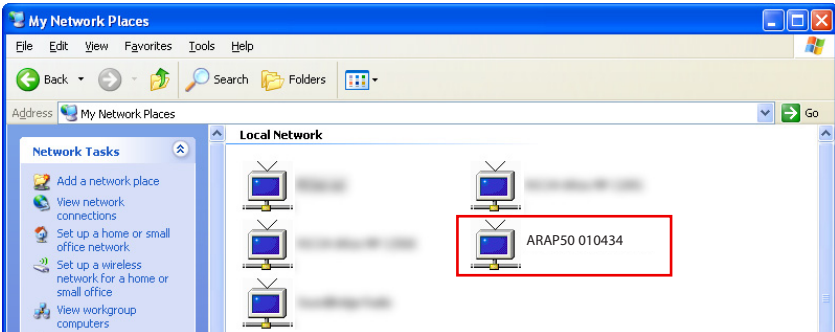 My Network Places
File Edit View Favorites Tools Help
Back Search Folders
Address My Network Places Go
Network Tasks
Add a network place
View network
connections
Set up a home or small
office network
Set up a wireless
network for a home or
small office
View workgroup
computers
Local Network
ARAP50 010434